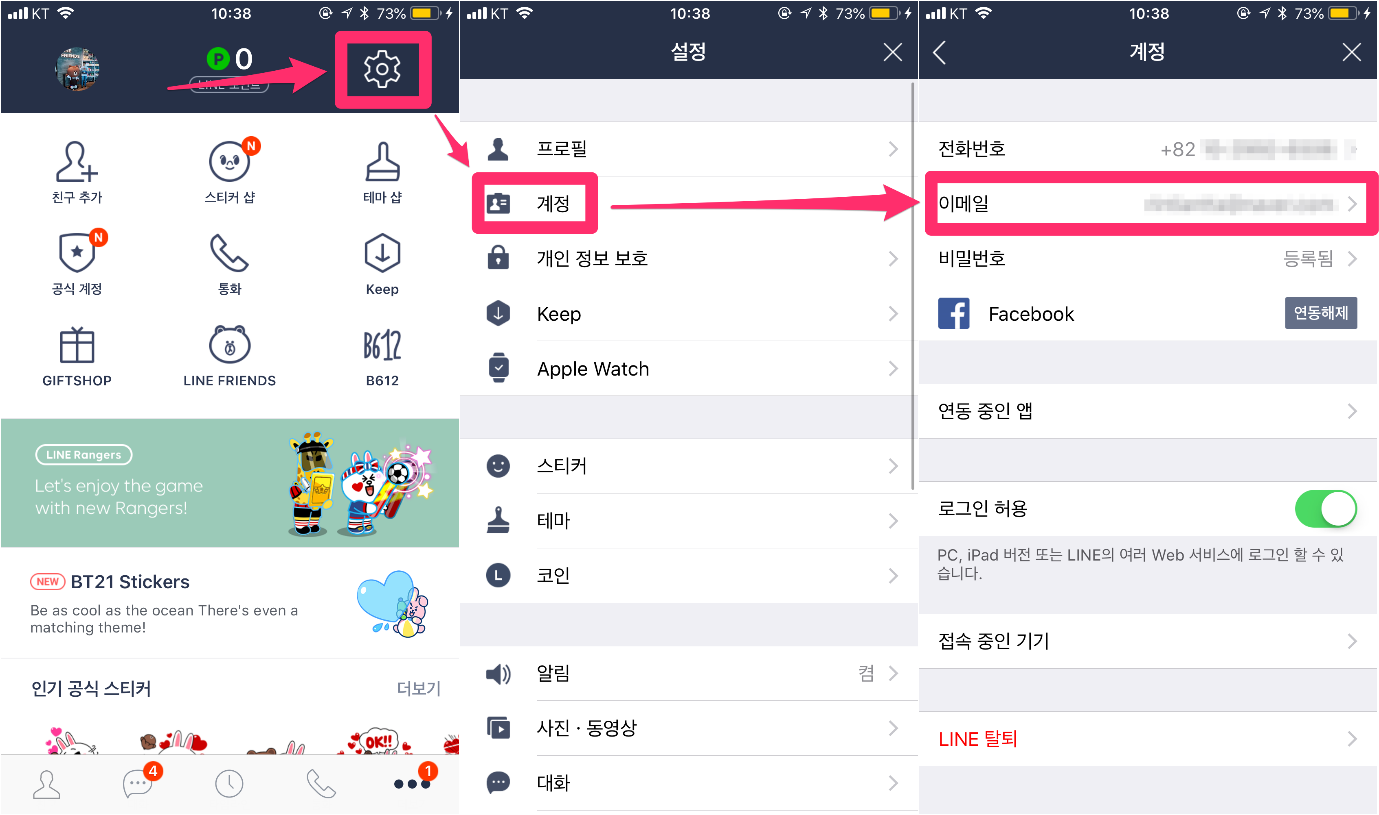 KT
10:38
73%
P 0
LINE 포인트
N
친구 추가
스티커 샵
테마 샵
N
공식 계정
통화
Keep
GIFTSHOP
LINE FRIENDS
B612
B612
LINE Rangers
Let's enjoy the game
with new Rangers!
NEW BT21 Stickers
Be as cool as the ocean There's even a
matching theme!
인기 공식 스티커
더보기
OK!!
4
1
KT
10:38
73%
설정
프로필
계정
개인 정보 보호
Keep
Apple Watch
스티커
테마
L 코인
알림
켬
사진 · 동영상
대화
KT
10:38
73%
계정
전화번호
+82
이메일
비밀번호
등록됨
Facebook
연동해제
연동 중인 앱
로그인 허용
PC, iPad 버전 또는 LINE의 여러 Web 서비스에 로그인 할 수 있
습니다.
접속 중인 기기
LINE 탈퇴